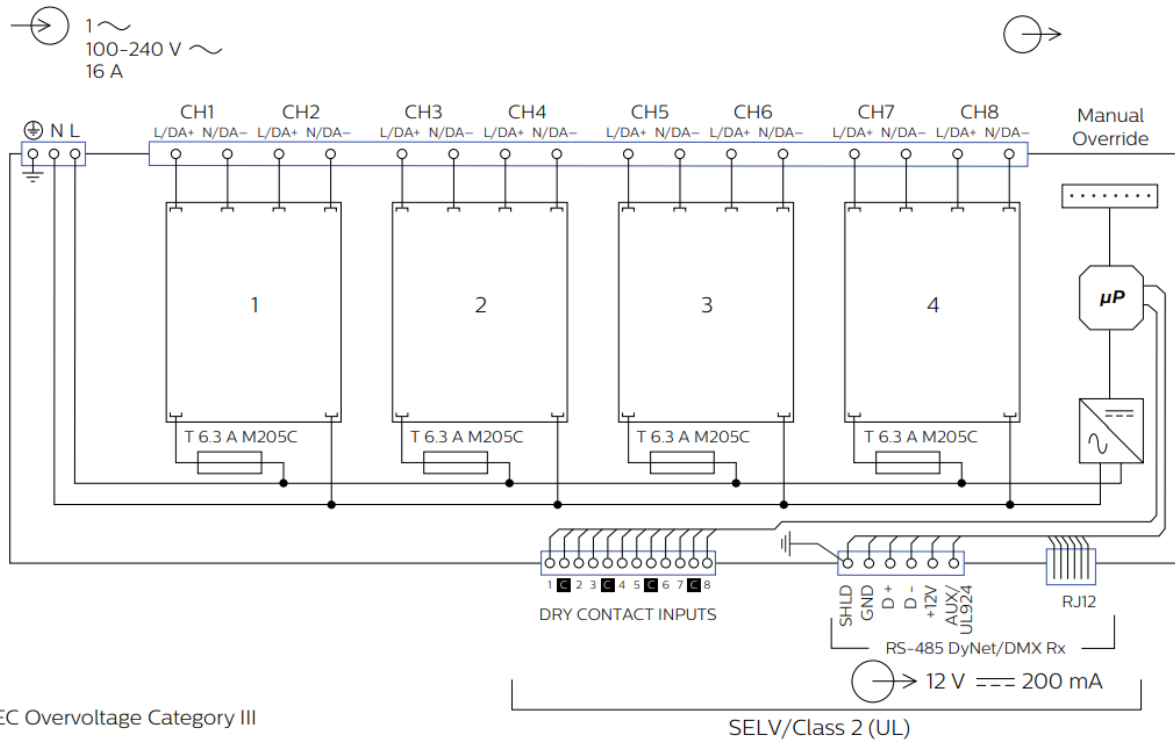 1 ~
100-240 V ~
16 A
CH1 CH2 CH3 CH4 CH5 CH6 CH7 CH8
N L L/DA+ N/DA− L/DA+ N/DA− L/DA+ N/DA− L/DA+ N/DA− L/DA+ N/DA− L/DA+ N/DA− L/DA+ N/DA− L/DA+ N/DA−
Manual
Override
1 2 3 4
µP
T 6.3 A M205C T 6.3 A M205C T 6.3 A M205C T 6.3 A M205C
1 C 2 3 C 4 5 C 6 7 C 8
DRY CONTACT INPUTS
SHLD
GND
D +
D -
+12V
AUX/
UL924
RJ12
RS-485 DyNet/DMX Rx
12 V 200 mA
EC Overvoltage Category III
SELV/Class 2 (UL)